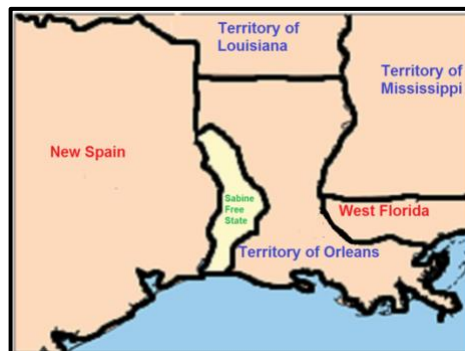 Territory of
Louisiana
Territory of
Mississippi
New Spain
Sabine
Free
State
West Florida
Territory of Orleans